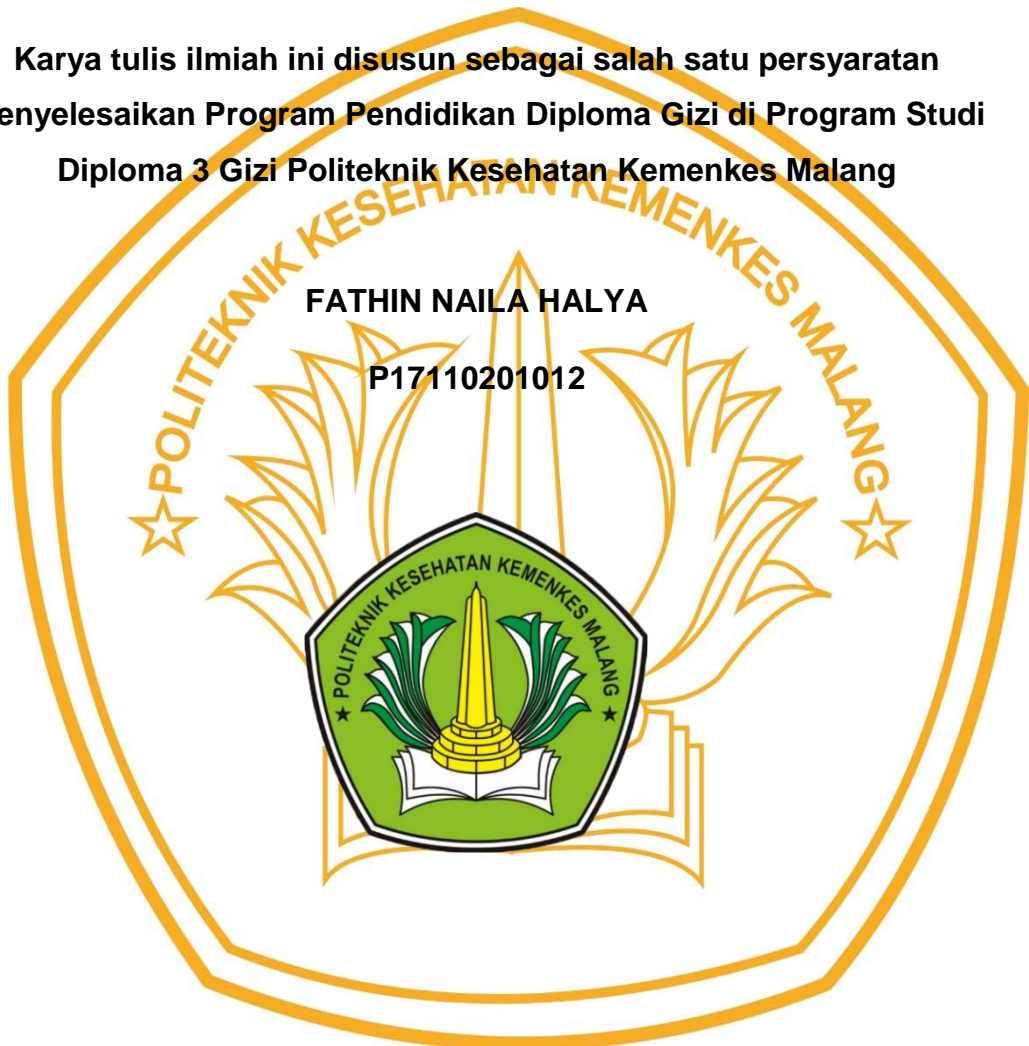 Karya tulis ilmiah ini disusun sebagai salah satu persyaratan
enyelesaikan Program Pendidikan Diploma Gizi di Program Studi
Diploma 3 Gizi Politeknik Kesehatan Kemenkes Malang
POLITEKNIK KESEHATAN KEMENKES MALANG
FATHIN NAILA HALYA
P17110201012
POLITEKNIK KESEHATAN KEMENKES MALANG